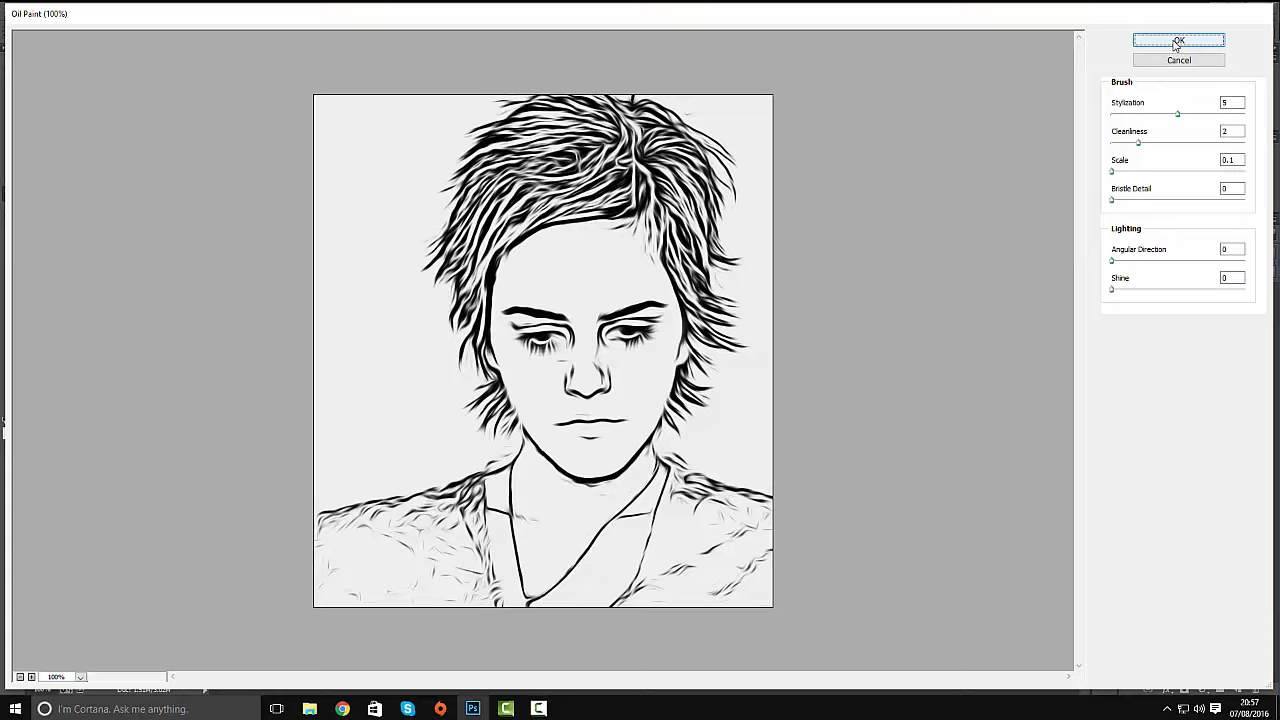 Oil Paint (100%)
OK
Cancel
Brush
Stylization 5
Cleanliness 2
Scale 0.1
Bristle Detail 0
Lighting
Angular Direction 0
Shine 0
100%
I'm Cortana. Ask me anything.
Ps
20:57
07/08/2016